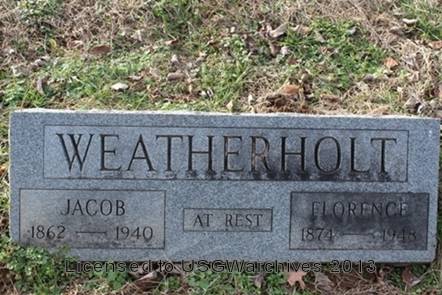 WEATHERHOLT
JACOB
1862 — 1940
AT REST
FLORENCE
1874 — 1948
Licensed to USGWarchives 2013